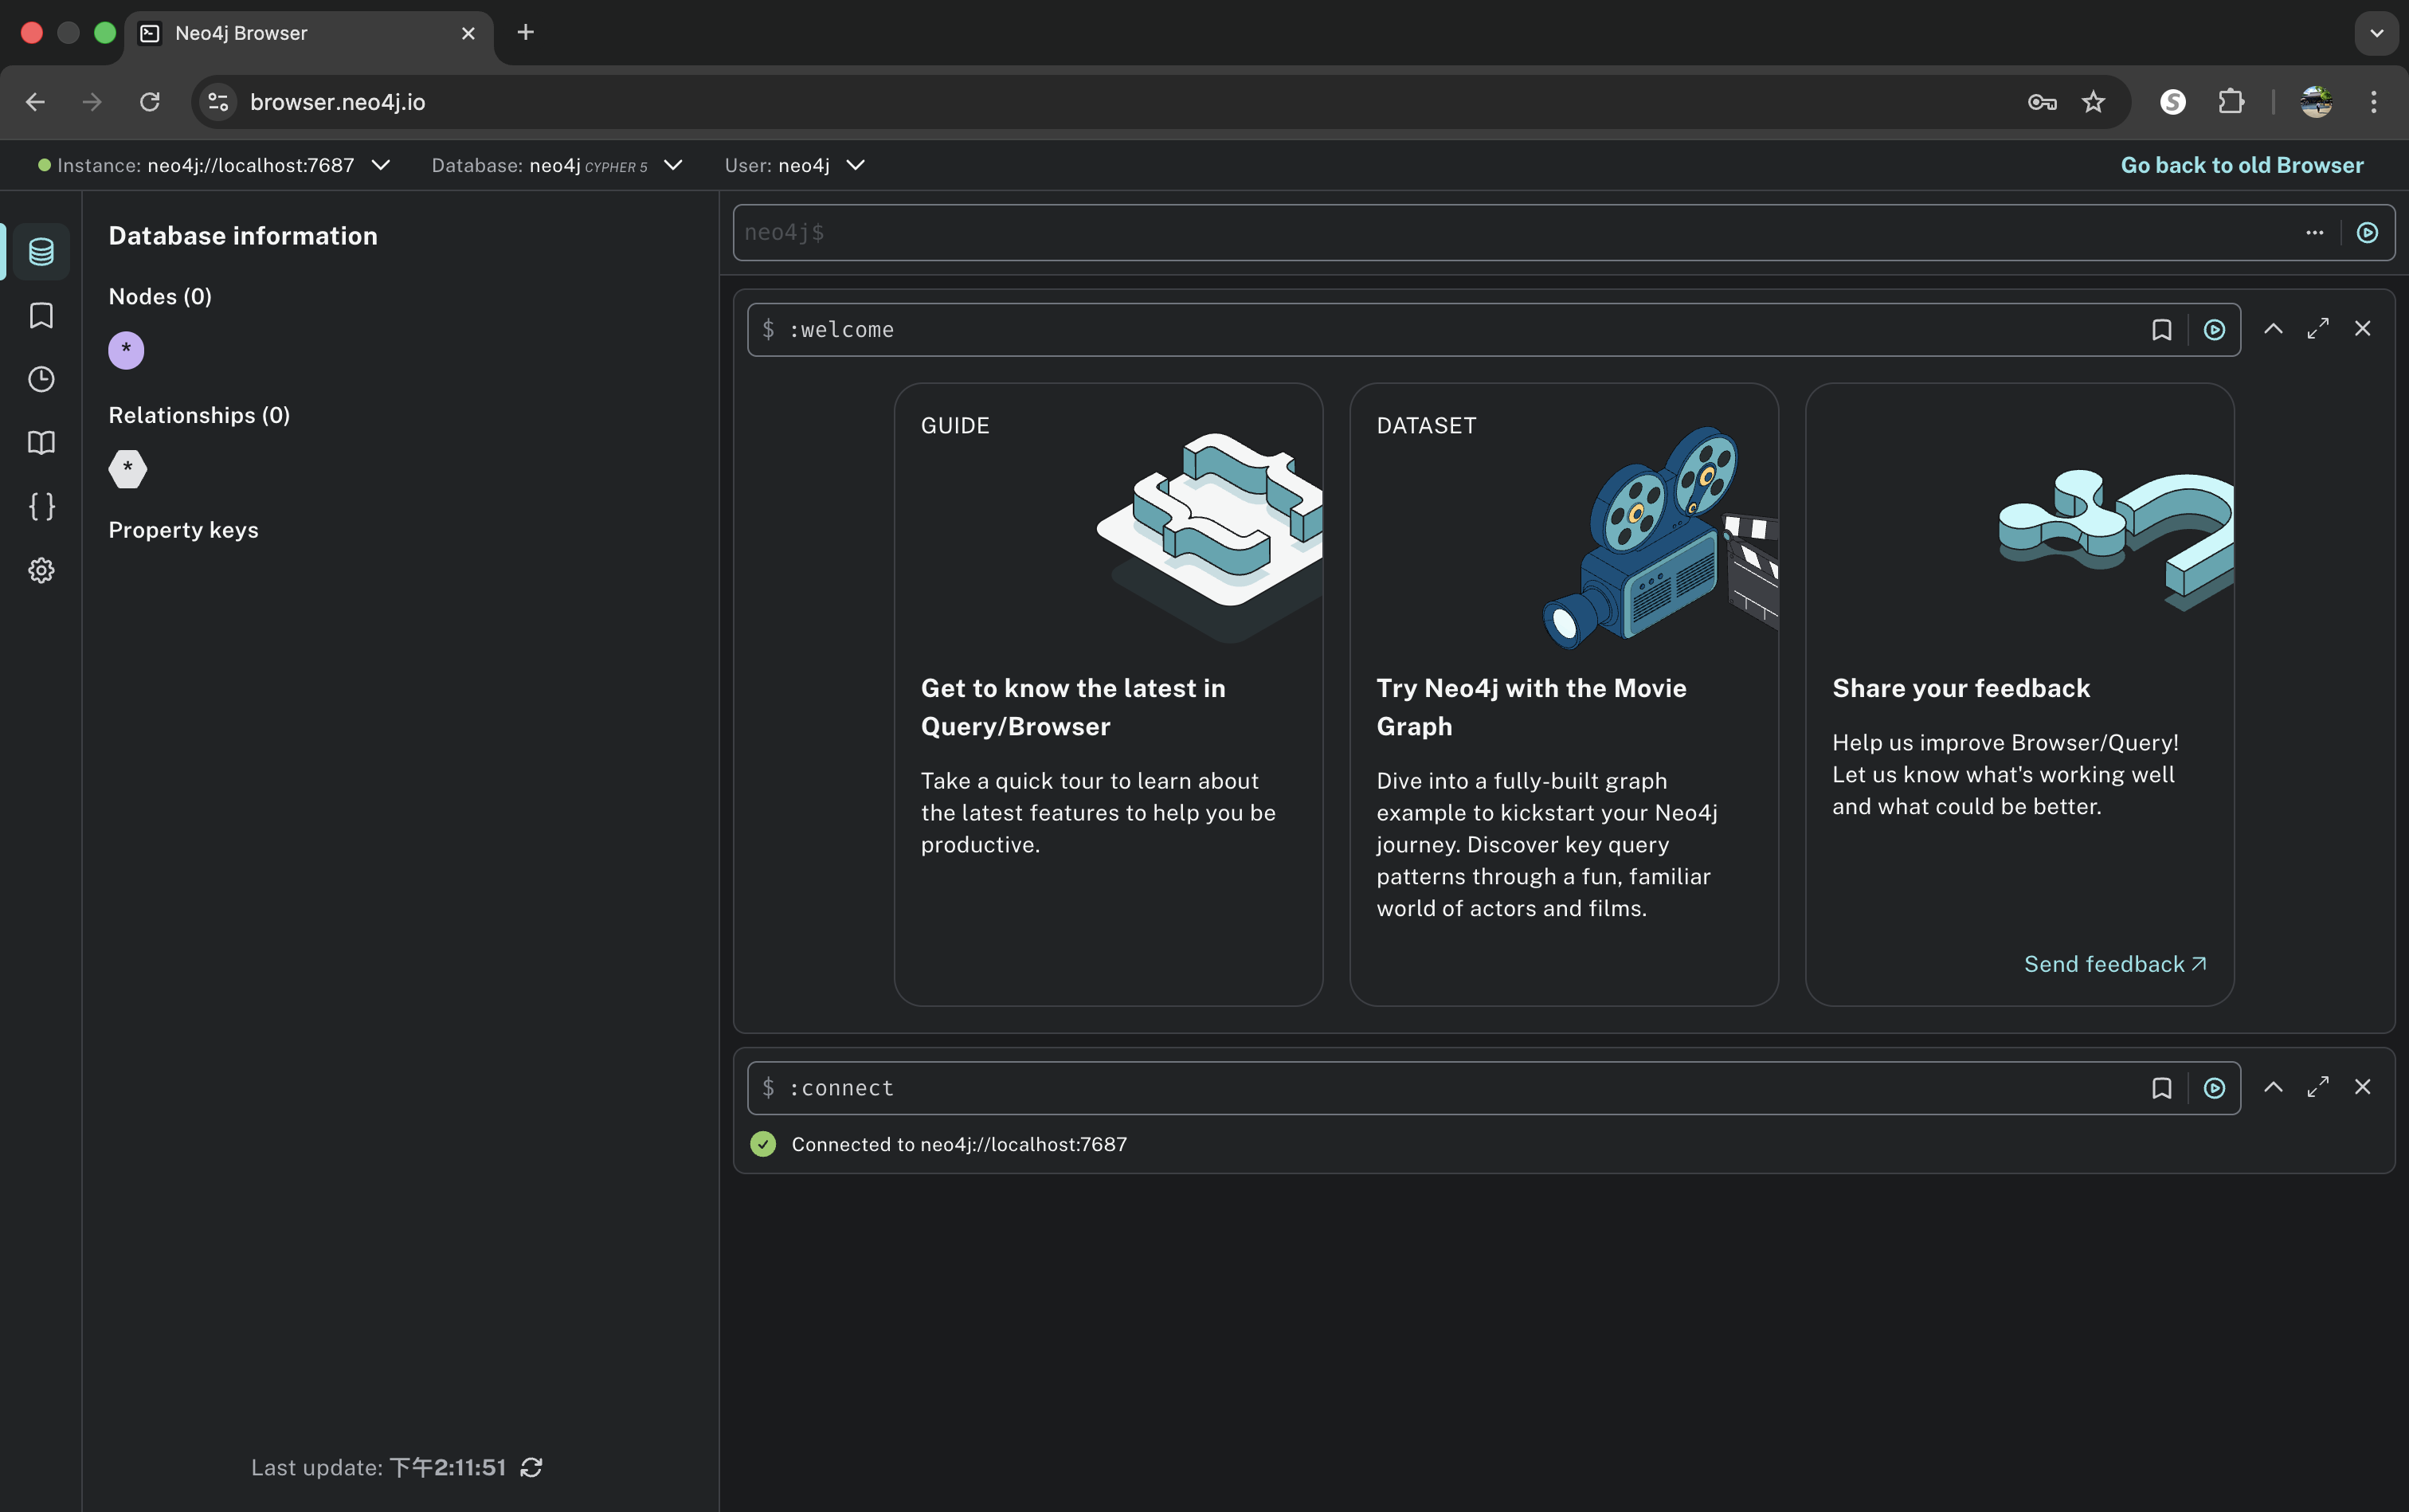 Neo4j Browser
browser.neo4j.io
Instance: neo4j://localhost:7687 Database: neo4j CYPHER 5 User: neo4j Go back to old Browser
Database information
Nodes (0)
*
Relationships (0)
*
Property keys
Last update: 下午2:11:51
neo4j$
$ :welcome
GUIDE
Get to know the latest in
Query/Browser
Take a quick tour to learn about
the latest features to help you be
productive.
DATASET
Try Neo4j with the Movie
Graph
Dive into a fully-built graph
example to kickstart your Neo4j
journey. Discover key query
patterns through a fun, familiar
world of actors and films.
Share your feedback
Help us improve Browser/Query!
Let us know what's working well
and what could be better.
Send feedback
$ :connect
Connected to neo4j://localhost:7687